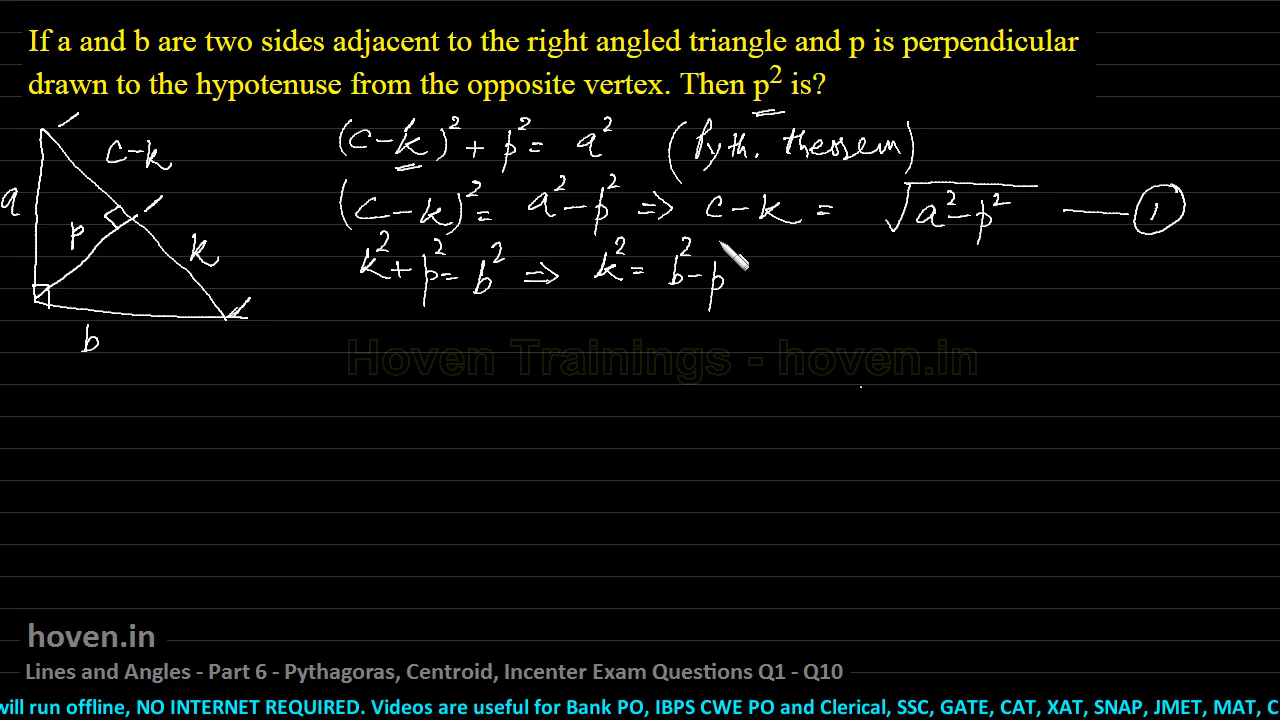 If a and b are two sides adjacent to the right angled triangle and p is perpendicular
drawn to the hypotenuse from the opposite vertex. Then p² is?
c-k
a
p
k
b
(c-k)² + p² = a² (Pyth. theorem)
(c-k)² = a²-p² ⇒ c-k = √(a²-p²) —— ①
k²+p² = b² ⇒ k² = b²-p
Hoven Trainings - hoven.in
hoven.in
Lines and Angles - Part 6 - Pythagoras, Centroid, Incenter Exam Questions Q1 - Q10
will run offline, NO INTERNET REQUIRED. Videos are useful for Bank PO, IBPS CWE PO and Clerical, SSC, GATE, CAT, XAT, SNAP, JMET, MAT, C